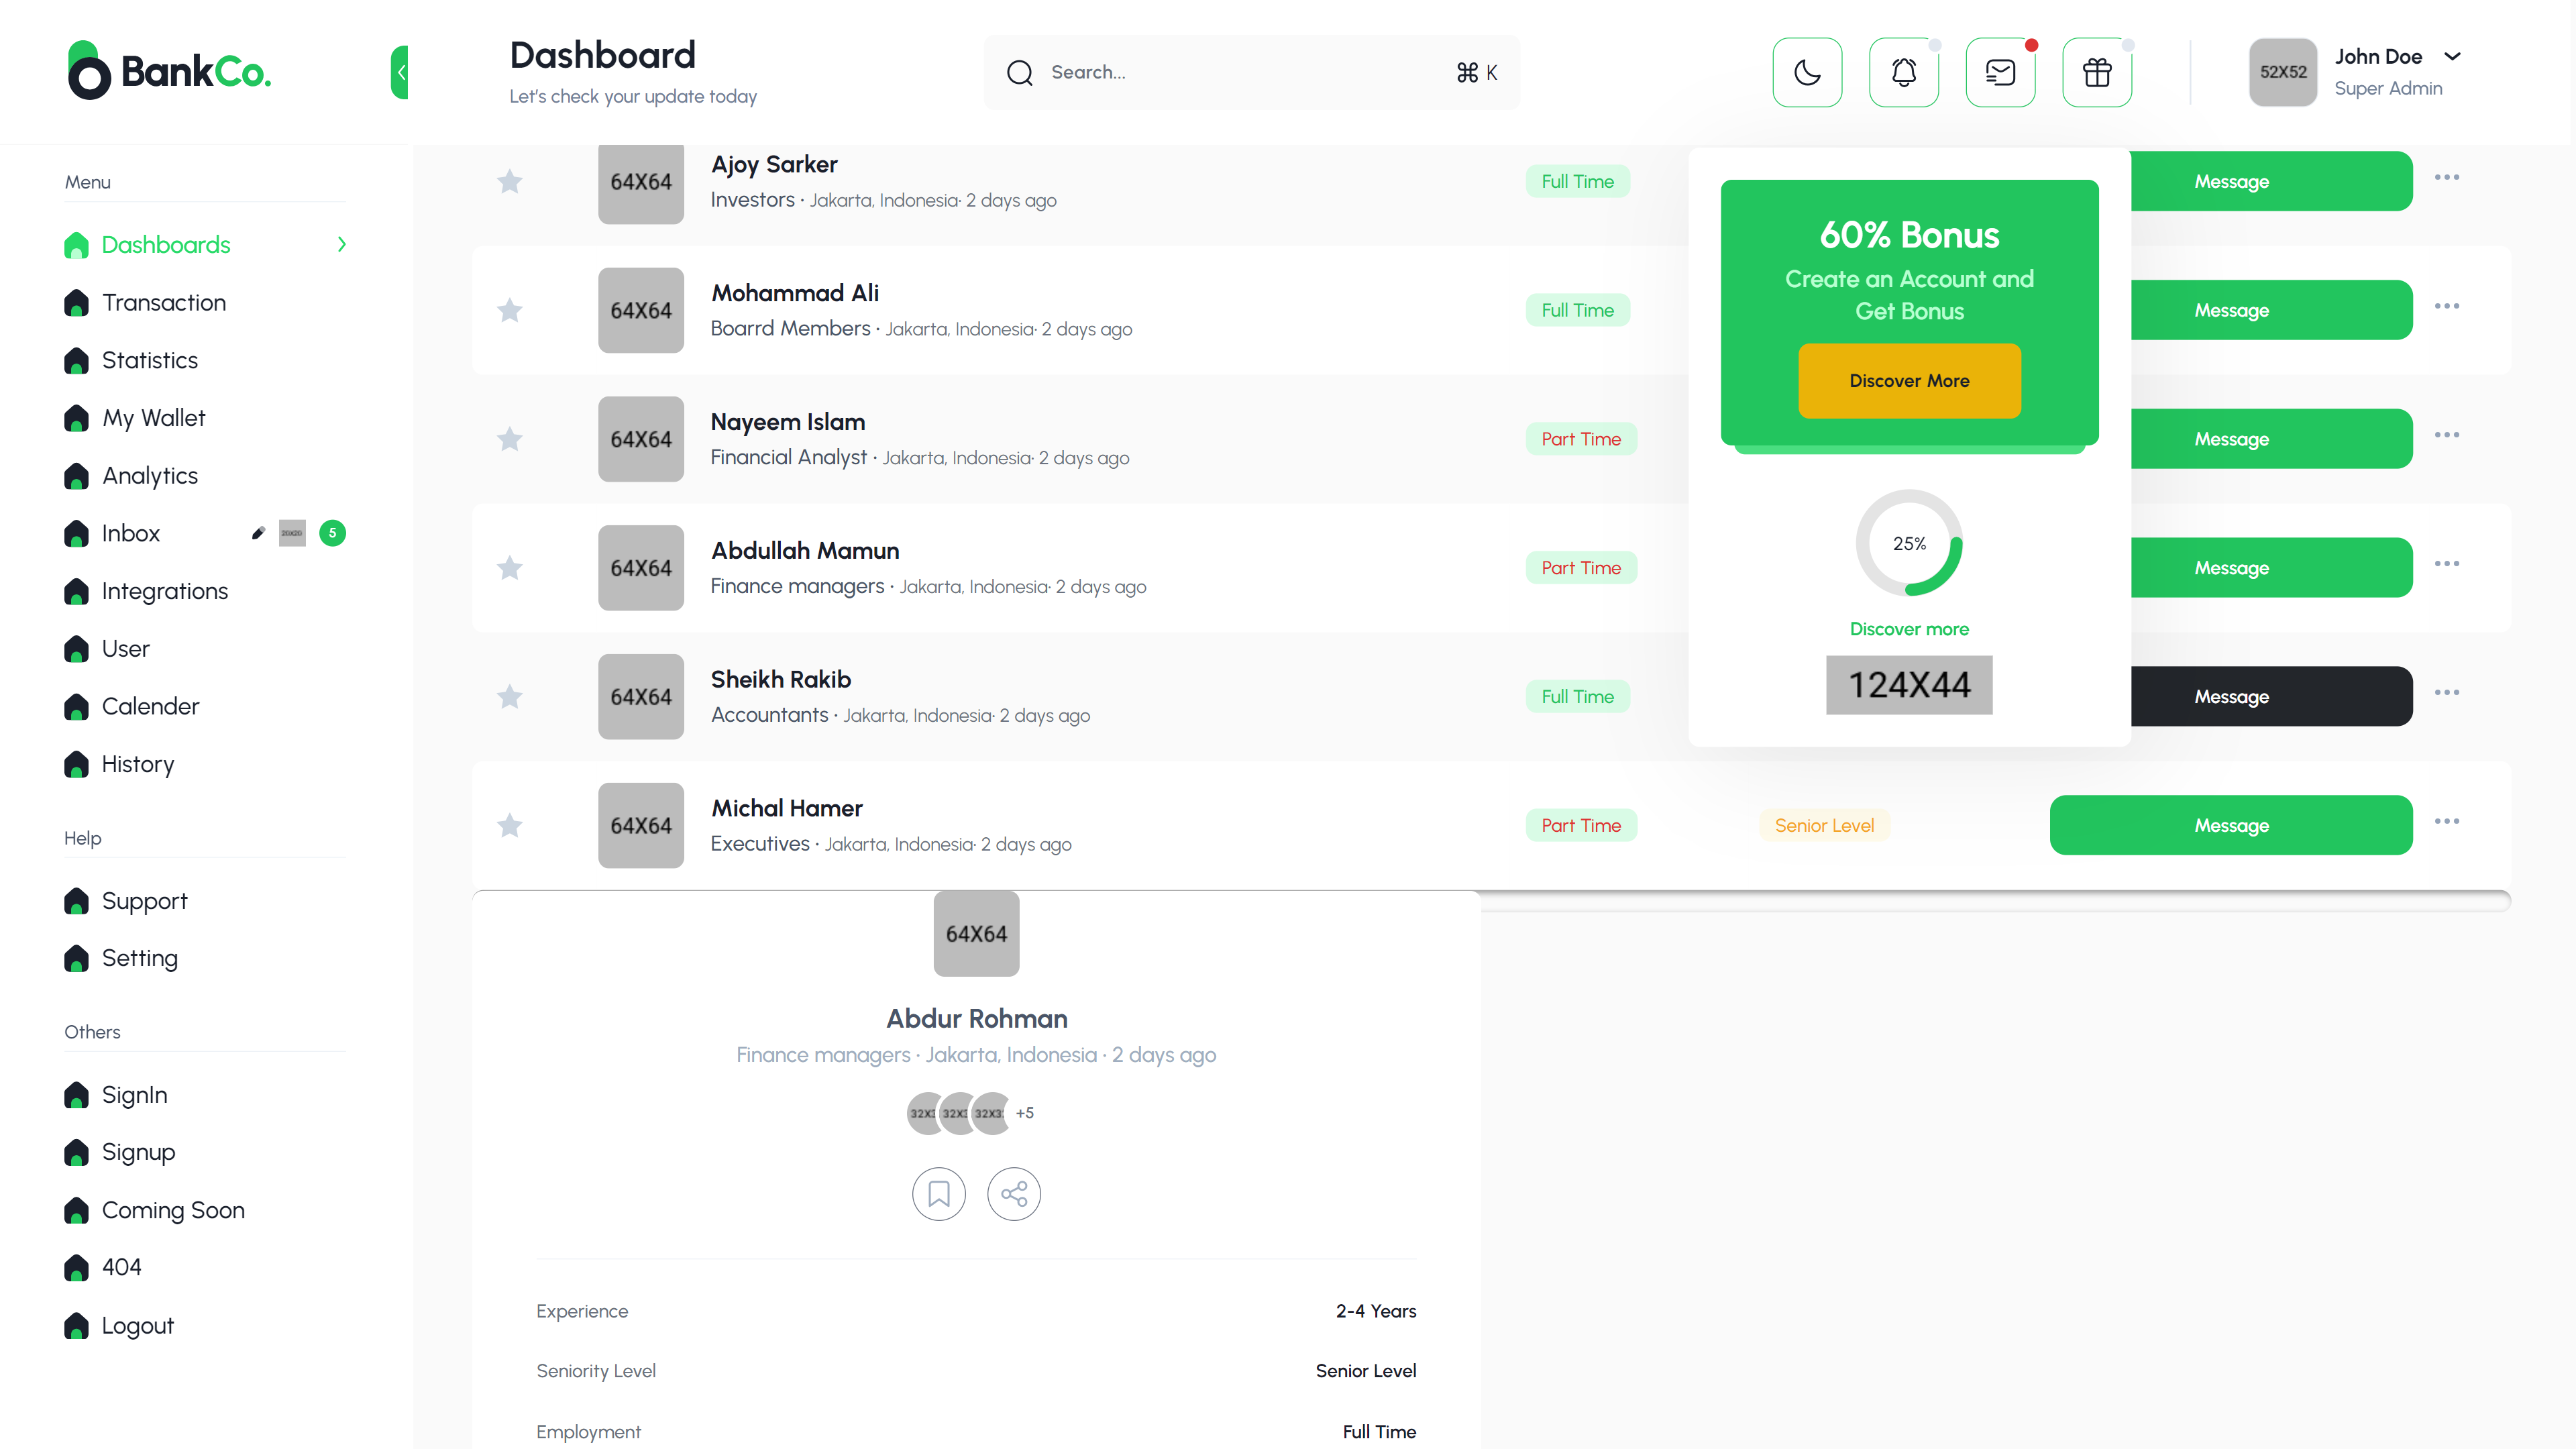 BankCo.
Dashboard
Let's check your update today
Search...
⌘ K
52X52
John Doe
Super Admin
Menu
Dashboards
Transaction
Statistics
My Wallet
Analytics
Inbox
5
Integrations
User
Calender
History
Help
Support
Setting
Others
SignIn
Signup
Coming Soon
404
Logout
64X64
Ajoy Sarker
Investors · Jakarta, Indonesia· 2 days ago
Full Time
Message
64X64
Mohammad Ali
Boarrd Members · Jakarta, Indonesia· 2 days ago
Full Time
Message
64X64
Nayeem Islam
Financial Analyst · Jakarta, Indonesia· 2 days ago
Part Time
Message
64X64
Abdullah Mamun
Finance managers · Jakarta, Indonesia· 2 days ago
Part Time
Message
64X64
Sheikh Rakib
Accountants · Jakarta, Indonesia· 2 days ago
Full Time
Message
64X64
Michal Hamer
Executives · Jakarta, Indonesia· 2 days ago
Part Time
Senior Level
Message
60% Bonus
Create an Account and
Get Bonus
Discover More
25%
Discover more
124X44
64X64
Abdur Rohman
Finance managers · Jakarta, Indonesia · 2 days ago
+5
Experience
2-4 Years
Seniority Level
Senior Level
Employment
Full Time